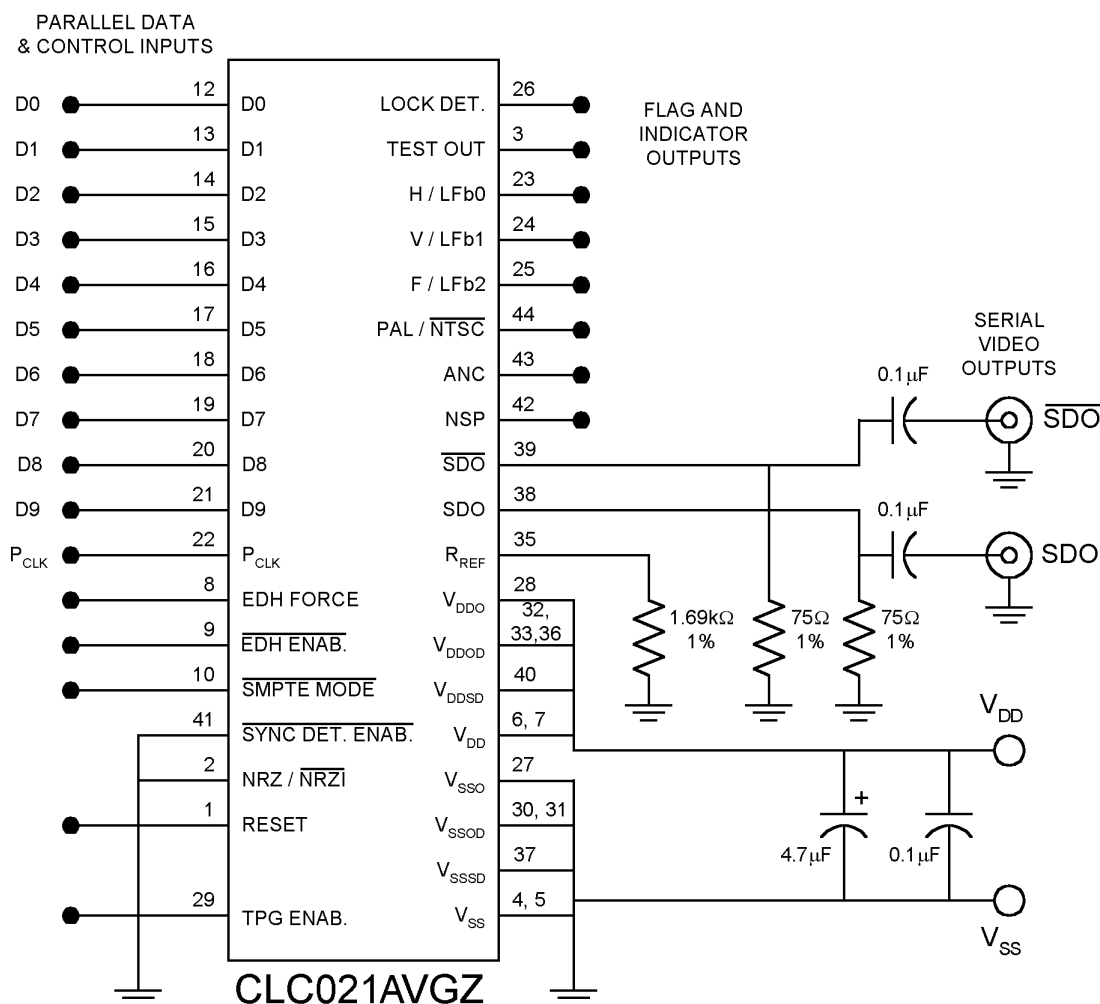 PARALLEL DATA
& CONTROL INPUTS
D0 12 D0 LOCK DET. 26
D1 13 D1 TEST OUT 3
D2 14 D2 H / LFb0 23
D3 15 D3 V / LFb1 24
D4 16 D4 F / LFb2 25
D5 17 D5 PAL / NTSC 44
D6 18 D6 ANC 43
D7 19 D7 NSP 42
D8 20 D8 SDO 39
D9 21 D9 SDO 38
PCLK 22 PCLK RREF 35
8 EDH FORCE VDDO 28
9 EDH ENAB. VDDOD 32,
33,36
10 SMPTE MODE VDDSD 40
41 SYNC DET. ENAB. VDD 6, 7
2 NRZ / NRZI VSSO 27
1 RESET VSSOD 30, 31
VSSSD 37
29 TPG ENAB. VSS 4, 5
CLC021AVGZ
FLAG AND
INDICATOR
OUTPUTS
SERIAL
VIDEO
OUTPUTS
0.1µF
SDO
0.1µF
SDO
1.69kΩ
1%
75Ω
1%
75Ω
1%
VDD
+
4.7µF
0.1µF
VSS